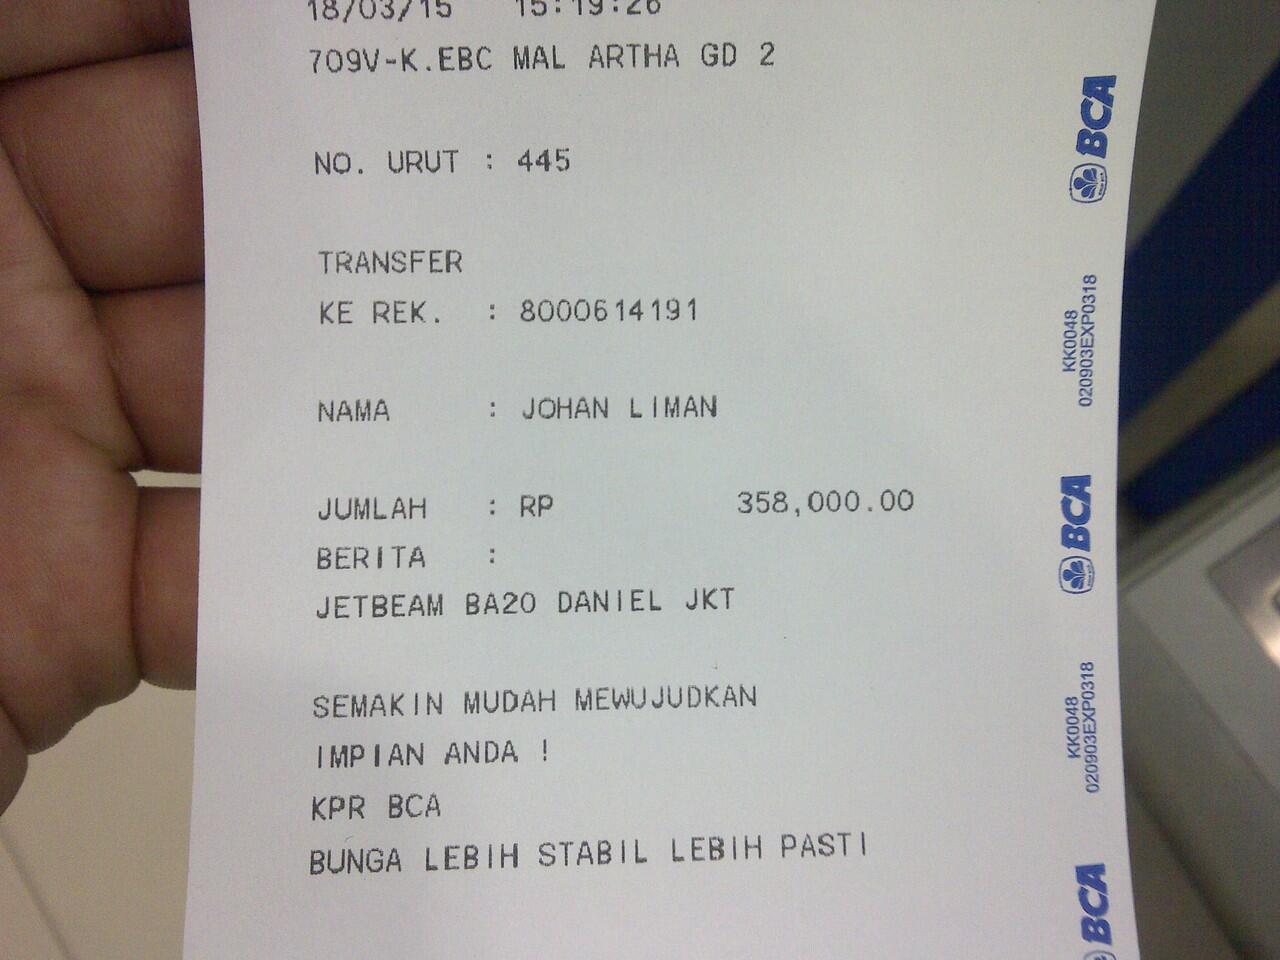 18/03/15 15:19:26
709V-K.EBC MAL ARTHA GD 2
NO. URUT : 445
TRANSFER
KE REK. : 8000614191
NAMA : JOHAN LIMAN
JUMLAH : RP 358,000.00
BERITA :
JETBEAM BA20 DANIEL JKT
SEMAKIN MUDAH MEWUJUDKAN
IMPIAN ANDA !
KPR BCA
BUNGA LEBIH STABIL LEBIH PASTI
BCA
KK0048
020903EXP0318
BCA
KK0048
020903EXP0318
BCA